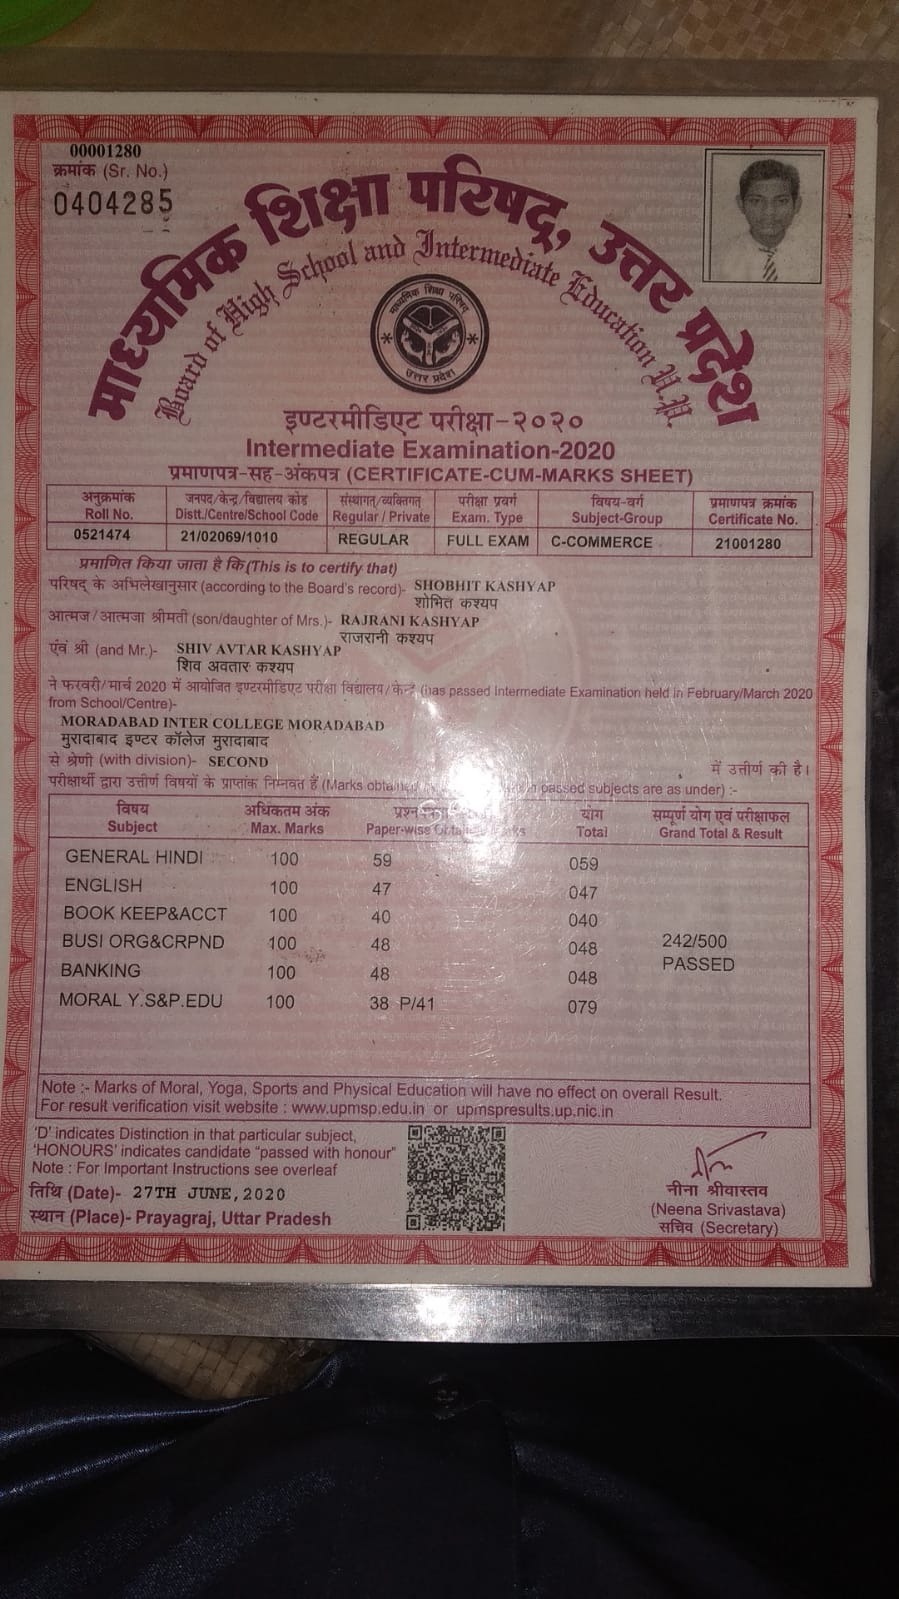 00001280
क्रमांक (Sr. No.)
0404285
माध्यमिक शिक्षा परिषद्, उत्तर प्रदेश
Board of High School and Intermediate Education U.P.
माध्यमिक शिक्षा परिषद्
उत्तर प्रदेश
इण्टरमीडिएट परीक्षा-२०२०
Intermediate Examination-2020
प्रमाणपत्र-सह-अंकपत्र (CERTIFICATE-CUM-MARKS SHEET)
अनुक्रमांक जनपद/केन्द्र/विद्यालय कोड संस्थागत/व्यक्तिगत परीक्षा प्रवर्ग विषय-वर्ग प्रमाणपत्र क्रमांक
Roll No. Distt./Centre/School Code Regular / Private Exam. Type Subject-Group Certificate No.
0521474 21/02069/1010 REGULAR FULL EXAM C-COMMERCE 21001280
प्रमाणित किया जाता है कि (This is to certify that)
परिषद के अभिलेखानुसार (according to the Board's record)- SHOBHIT KASHYAP
शोभित कश्यप
आत्मज/आत्मजा श्रीमती (son/daughter of Mrs.)- RAJRANI KASHYAP
राजरानी कश्यप
एंवं श्री (and Mr.)- SHIV AVTAR KASHYAP
शिव अवतार कश्यप
ने फरवरी/मार्च 2020 में आयोजित इण्टरमीडिएट परीक्षा विद्यालय/केन्द्र (has passed Intermediate Examination held in February/March 2020
from School/Centre)-
MORADABAD INTER COLLEGE MORADABAD
मुरादाबाद इण्टर कॉलेज मुरादाबाद
से श्रेणी (with division)- SECOND में उत्तीर्ण की है।
परीक्षार्थी द्वारा उत्तीर्ण विषयों के प्राप्तांक निम्नवत हैं (Marks obtained in passed subjects are as under) :-
विषय अधिकतम अंक योग सम्पूर्ण योग एवं परीक्षाफल
Subject Max. Marks Paper-wise Obtained Marks Total Grand Total & Result
GENERAL HINDI 100 59 059
ENGLISH 100 47 047
BOOK KEEP&ACCT 100 40 040
BUSI ORG&CRPND 100 48 048 242/500
PASSED
BANKING 100 48 048
MORAL Y.S&P.EDU 100 38 P/41 079
Note :- Marks of Moral, Yoga, Sports and Physical Education will have no effect on overall Result.
For result verification visit website : www.upmsp.edu.in or upmspresults.up.nic.in
'D' indicates Distinction in that particular subject,
'HONOURS' indicates candidate "passed with honour"
Note : For Important Instructions see overleaf
तिथि (Date)- 27TH JUNE,2020
स्थान (Place)- Prayagraj, Uttar Pradesh
नीना श्रीवास्तव
(Neena Srivastava)
सचिव (Secretary)